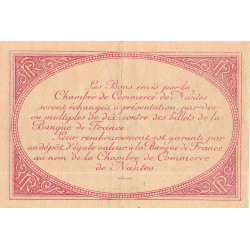 Les Bons émis par la
Chambre de Commerce de Nantes
seront échangés, à présentation, par dix
ou multiples de dix, contre des billets de la
Banque de France
Leur remboursement est garanti par
un dépôt d'égale valeur à la Banque de France
au nom de la Chambre de Commerce
de Nantes.